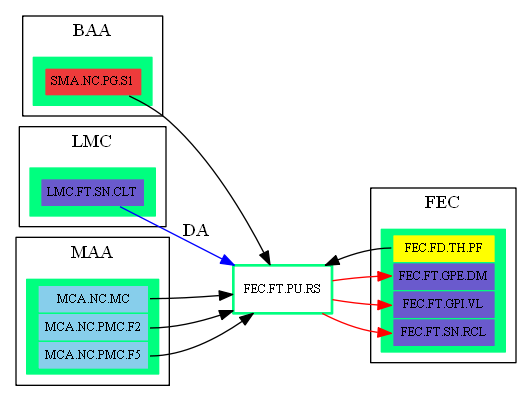 BAA
SMA.NC.PG.S1
LMC
LMC.FT.SN.CLT
DA
MAA
MCA.NC.MC
MCA.NC.PMC.F2
MCA.NC.PMC.F5
FEC.FT.PU.RS
FEC
FEC.FD.TH.PF
FEC.FT.GPE.DM
FEC.FT.GPI.VL
FEC.FT.SN.RCL